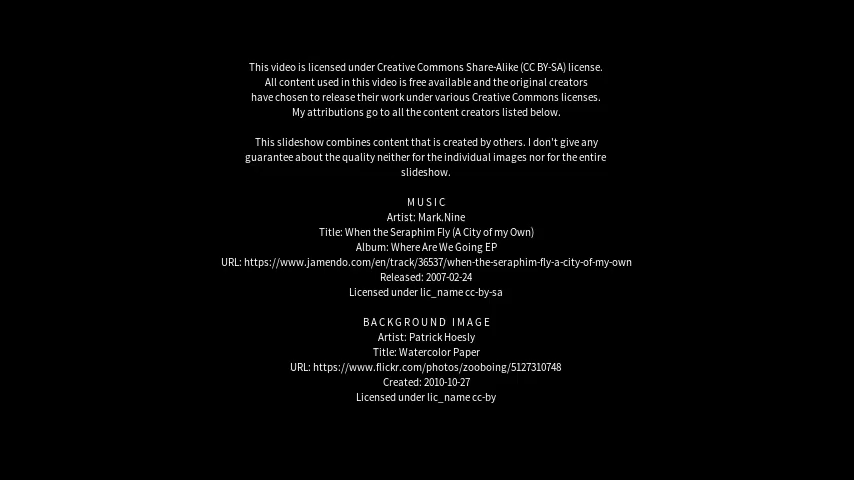 This video is licensed under Creative Commons Share-Alike (CC BY-SA) license.
All content used in this video is free available and the original creators
have chosen to release their work under various Creative Commons licenses.
My attributions go to all the content creators listed below.
This slideshow combines content that is created by others. I don't give any
guarantee about the quality neither for the individual images nor for the entire
slideshow.
MUSIC
Artist: Mark.Nine
Title: When the Seraphim Fly (A City of my Own)
Album: Where Are We Going EP
URL: https://www.jamendo.com/en/track/36537/when-the-seraphim-fly-a-city-of-my-own
Released: 2007-02-24
Licensed under lic_name cc-by-sa
BACKGROUND IMAGE
Artist: Patrick Hoesly
Title: Watercolor Paper
URL: https://www.flickr.com/photos/zooboing/5127310748
Created: 2010-10-27
Licensed under lic_name cc-by